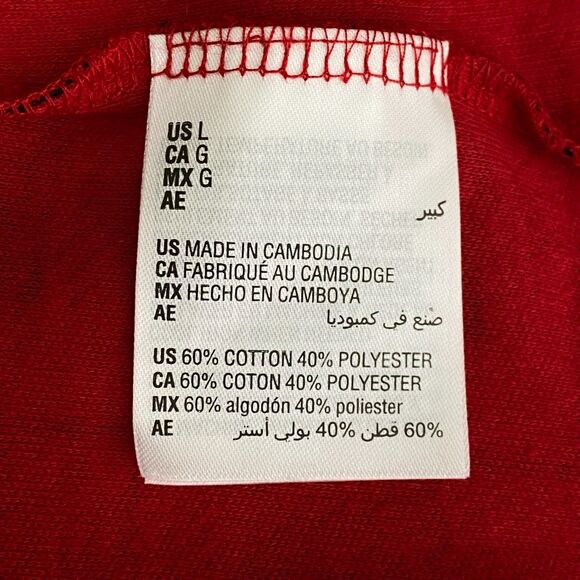 US L
CA G
MX G
AE كبير
US MADE IN CAMBODIA
CA FABRIQUÉ AU CAMBODGE
MX HECHO EN CAMBOYA
AE صنع في كمبوديا
US 60% COTTON 40% POLYESTER
CA 60% COTON 40% POLYESTER
MX 60% algodón 40% poliester
AE 60% قطن 40% بولي أستر